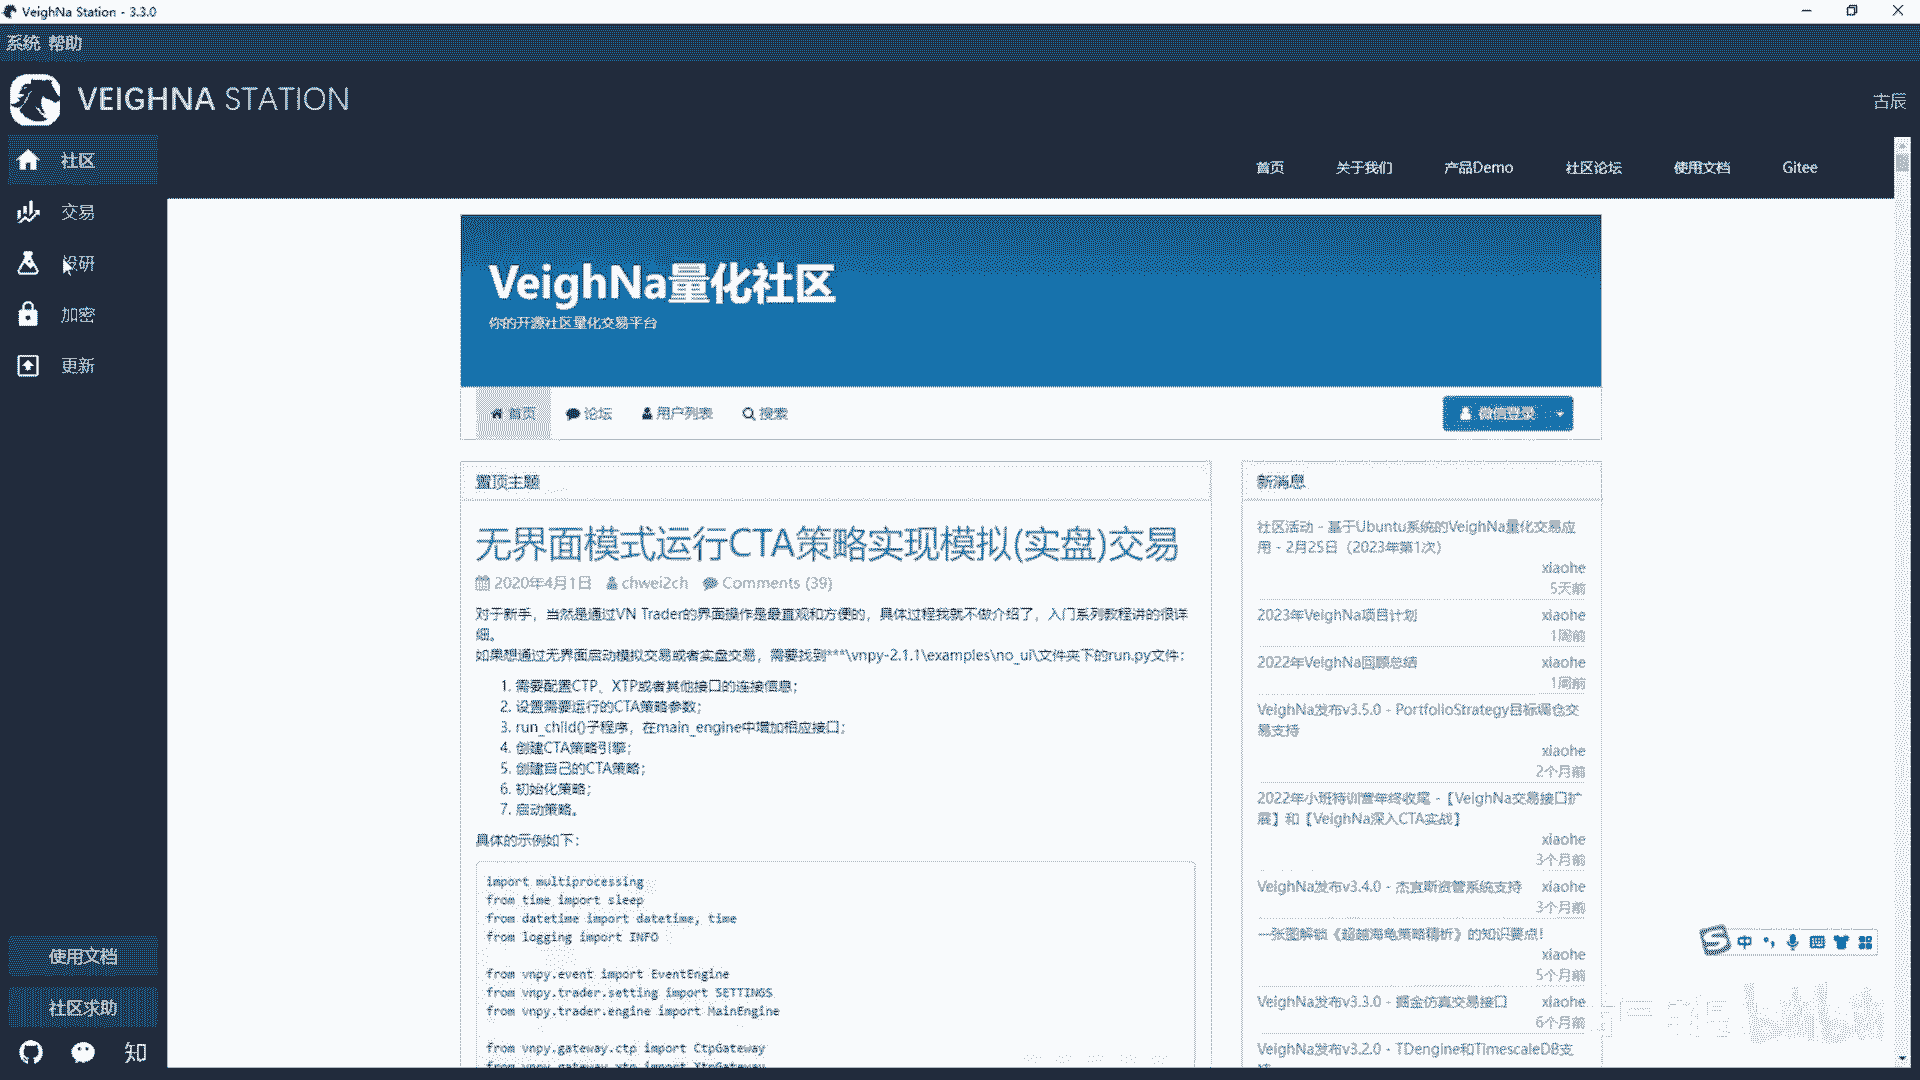 VeighNa Station - 3.3.0
系统 帮助
VEIGHNA STATION
古辰
社区
交易
投研
加密
更新
使用文档
社区求助
知
首页 关于我们 产品Demo 社区论坛 使用文档 Gitee
VeighNa量化社区
你的开源社区量化交易平台
首页 论坛 用户列表 搜索 微信登录
置顶主题
无界面模式运行CTA策略实现模拟(实盘)交易
2020年4月1日 chwei2ch Comments (39)
对于新手，当然是通过VN Trader的界面操作是最直观和方便的，具体过程我就不做介绍了，入门系列教程讲的很详
细。
如果想通过无界面启动模拟交易或者实盘交易，需要找到***\vnpy-2.1.1\examples\no_ui\文件夹下的run.py文件：
1. 需要配置CTP、XTP或者其他接口的连接信息；
2. 设置需要运行的CTA策略参数；
3. run_child()子程序，在main_engine中增加相应接口；
4. 创建CTA策略引擎；
5. 创建自己的CTA策略；
6. 初始化策略；
7. 启动策略。
具体的示例如下：
import multiprocessing
from time import sleep
from datetime import datetime, time
from logging import INFO
from vnpy.event import EventEngine
from vnpy.trader.setting import SETTINGS
from vnpy.trader.engine import MainEngine
from vnpy.gateway.ctp import CtpGateway
from vnpy.gateway.xtp import XtpGateway
新消息
社区活动 - 基于Ubuntu系统的VeighNa量化交易应
用 - 2月25日（2023年第1次）
xiaohe
5天前
2023年VeighNa项目计划 xiaohe
1周前
2022年VeighNa回顾总结 xiaohe
1周前
VeighNa发布v3.5.0 - PortfolioStrategy目标调仓交
易支持
xiaohe
2个月前
2022年小班特训营年终收尾 -【VeighNa交易接口扩
展】和【VeighNa深入CTA实战】
xiaohe
3个月前
VeighNa发布v3.4.0 - 杰宜斯资管系统支持 xiaohe
3个月前
一张图解锁《超越海龟策略精析》的知识要点！
xiaohe
5个月前
VeighNa发布v3.3.0 - 掘金仿真交易接口 xiaohe
6个月前
VeighNa发布v3.2.0 - TDengine和TimescaleDB支
中
bilibili